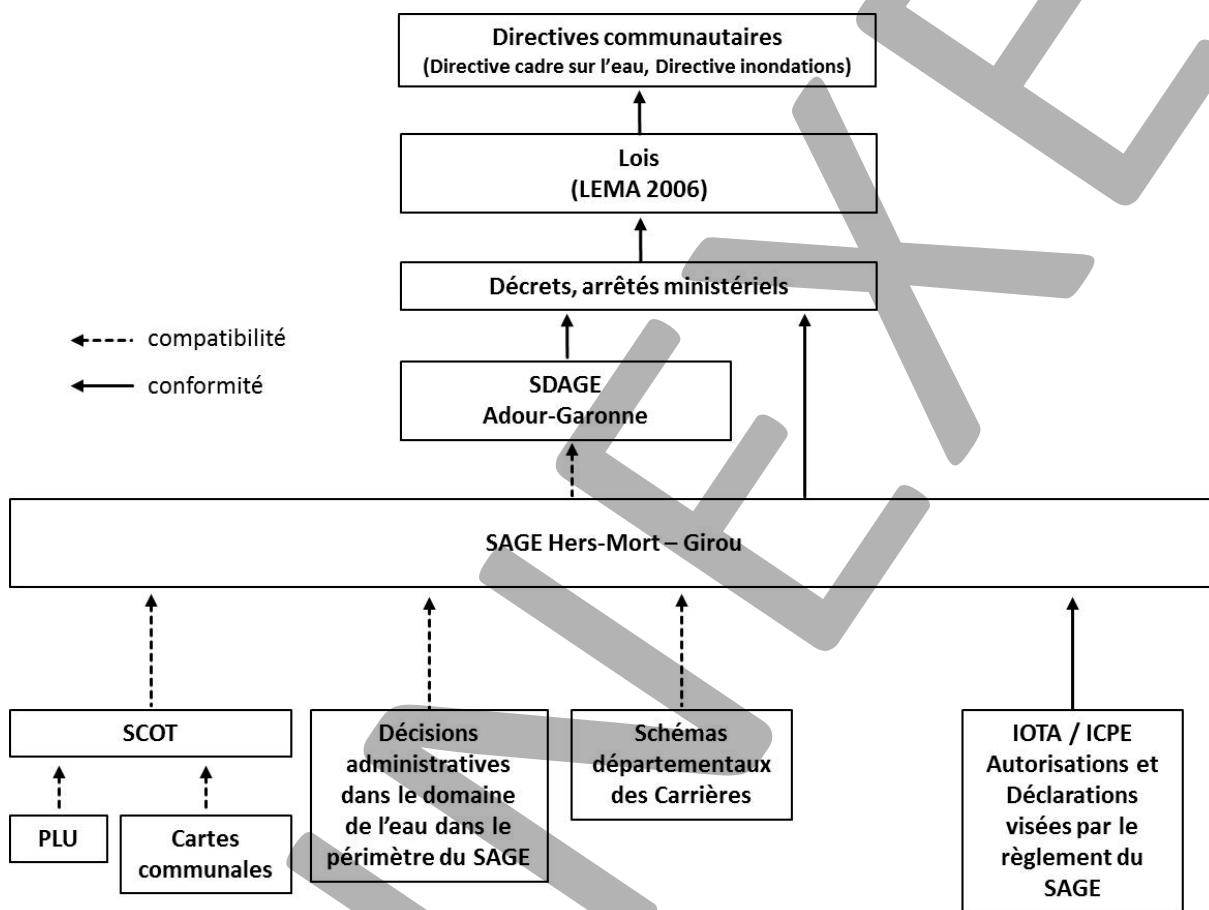 Directives communautaires
(Directive cadre sur l'eau, Directive inondations)
Lois
(LEMA 2006)
Décrets, arrêtés ministériels
compatibilité
conformité
SDAGE
Adour-Garonne
SAGE Hers-Mort – Girou
SCOT
PLU
Cartes
communales
Décisions
administratives
dans le domaine
de l'eau dans le
périmètre du SAGE
Schémas
départementaux
des Carrières
IOTA / ICPE
Autorisations et
Déclarations
visées par le
règlement du
SAGE
NEXE